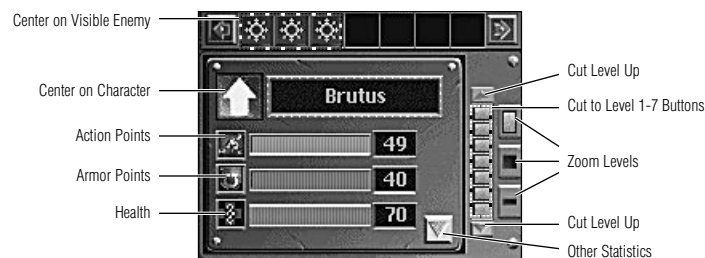 Center on Visible Enemy
Cut Level Up
Center on Character
Brutus
Cut to Level 1-7 Buttons
Action Points
49
Armor Points
40
Zoom Levels
Health
70
Cut Level Up
Other Statistics